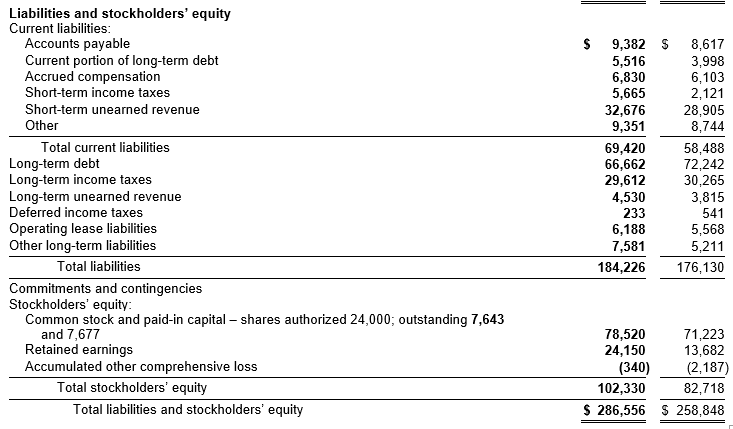 Liabilities and stockholders’ equity
Current liabilities:
Accounts payable $ 9,382 $ 8,617
Current portion of long-term debt 5,516 3,998
Accrued compensation 6,830 6,103
Short-term income taxes 5,665 2,121
Short-term unearned revenue 32,676 28,905
Other 9,351 8,744
Total current liabilities 69,420 58,488
Long-term debt 66,662 72,242
Long-term income taxes 29,612 30,265
Long-term unearned revenue 4,530 3,815
Deferred income taxes 233 541
Operating lease liabilities 6,188 5,568
Other long-term liabilities 7,581 5,211
Total liabilities 184,226 176,130
Commitments and contingencies
Stockholders’ equity:
Common stock and paid-in capital – shares authorized 24,000; outstanding 7,643
and 7,677 78,520 71,223
Retained earnings 24,150 13,682
Accumulated other comprehensive loss (340) (2,187)
Total stockholders’ equity 102,330 82,718
Total liabilities and stockholders’ equity $ 286,556 $ 258,848